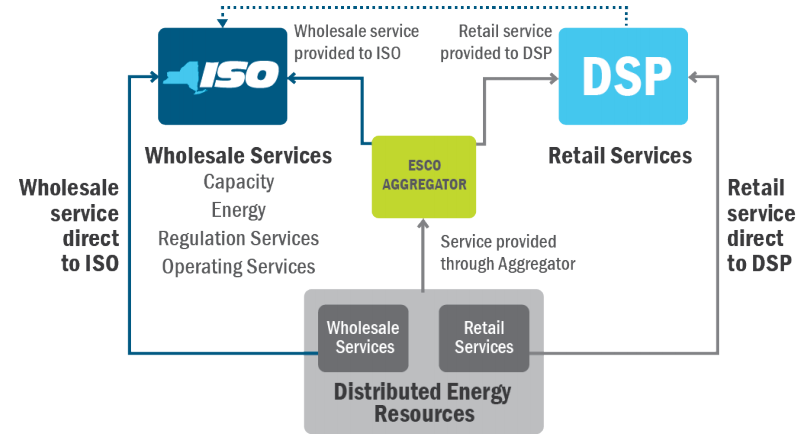 Wholesale service
provided to ISO
Retail service
provided to DSP
ISO
DSP
ESCO
AGGREGATOR
Wholesale Services
Capacity
Energy
Regulation Services
Operating Services
Retail Services
Wholesale
service
direct
to ISO
Retail
service
direct
to DSP
Service provided
through Aggregator
Wholesale
Services
Retail
Services
Distributed Energy
Resources